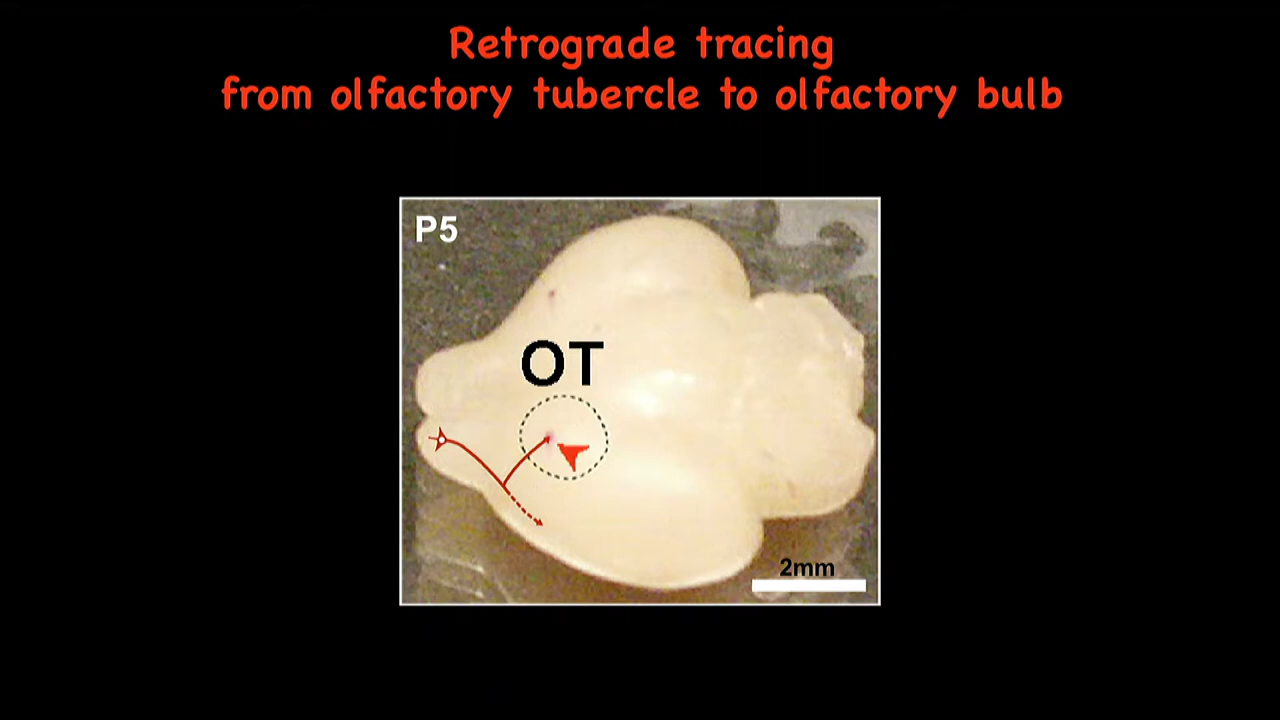 Retrograde tracing
from olfactory tubercle to olfactory bulb
P5
OT
2mm